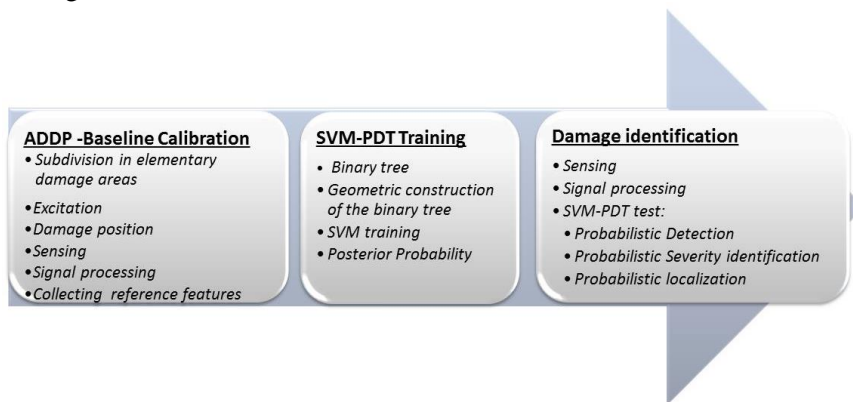 ADDP -Baseline Calibration
• Subdivision in elementary
damage areas
• Excitation
• Damage position
• Sensing
• Signal processing
• Collecting reference features
SVM-PDT Training
• Binary tree
• Geometric construction
of the binary tree
• SVM training
• Posterior Probability
Damage identification
• Sensing
• Signal processing
• SVM-PDT test:
• Probabilistic Detection
• Probabilistic Severity identification
• Probabilistic localization